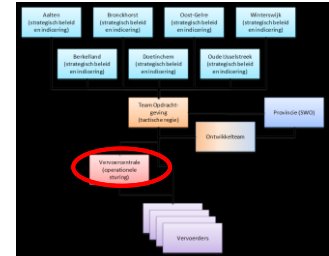 Aalten
(strategisch beleid
en indicering)
Bronckhorst
(strategisch beleid
en indicering)
Oost-Gelre
(strategisch beleid
en indicering)
Winterswijk
(strategisch beleid
en indicering)
Berkelland
(strategisch beleid
en indicering)
Doetinchem
(strategisch beleid
en indicering)
Oude IJsselstreek
(strategisch beleid
en indicering)
Team Opdracht-
geving
(tactische regie)
Provincie (SWO)
Ontwikkelteam
Vervoercentrale
(operationele
sturing)
Vervoerders